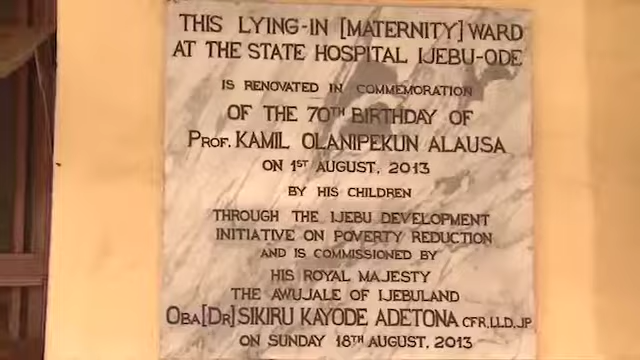 THIS LYING-IN [MATERNITY] WARD
AT THE STATE HOSPITAL IJEBU-ODE
IS RENOVATED IN COMMEMORATION
OF THE 70TH BIRTHDAY OF
PROF. KAMIL OLANIPEKUN ALAUSA
ON 1ST AUGUST, 2013
BY HIS CHILDREN
THROUGH THE IJEBU DEVELOPMENT
INITIATIVE ON POVERTY REDUCTION
AND IS COMMISSIONED BY
HIS ROYAL MAJESTY
THE AWUJALE OF IJEBULAND
OBA[DR] SIKIRU KAYODE ADETONA CFR,LL.D,JP
ON SUNDAY 18TH AUGUST, 2013